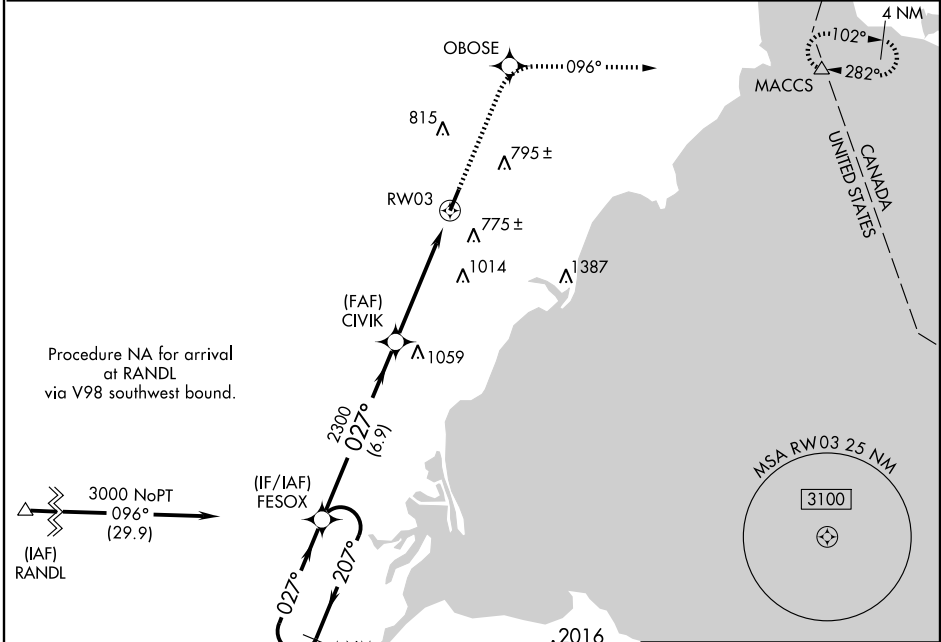 4 NM
102°
282°
MACCS
OBOSE
096°
815
795 ±
CANADA
UNITED STATES
RW03
775 ±
1014
1387
(FAF)
CIVIK
1059
Procedure NA for arrival
at RANDL
via V98 southwest bound.
2300
027°
(6.9)
MSA RW03 25 NM
3100
(IF/IAF)
FESOX
3000 NoPT
096°
(29.9)
(IAF)
RANDL
027°
207°
2016